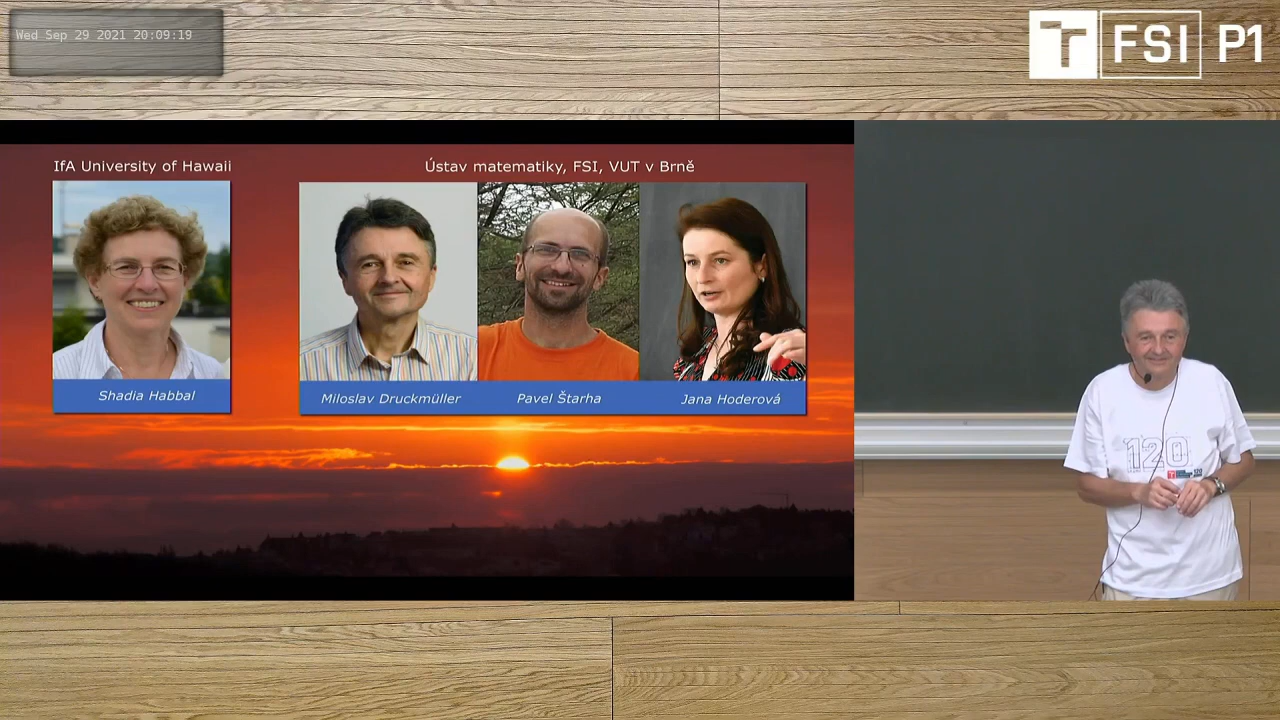 Wed Sep 29 2021 20:09:19
T FSI P1
IfA University of Hawaii
Ústav matematiky, FSI, VUT v Brně
Shadia Habbal
Miloslav Druckmüller
Pavel Štarha
Jana Hoderová
120